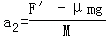 a₂=F′ − μmg/M